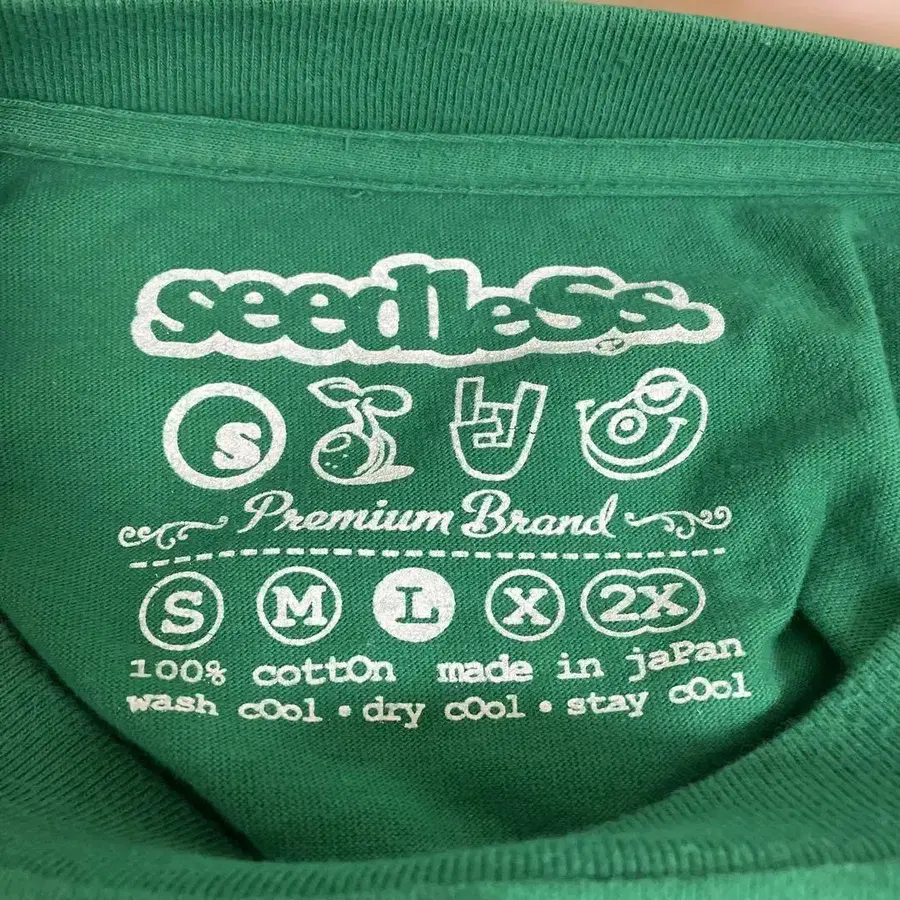 seedleSs.
s
Premium Brand
S M L X 2X
100% cottOn made in jaPan
wash cOol • dry cOol • stay cOol